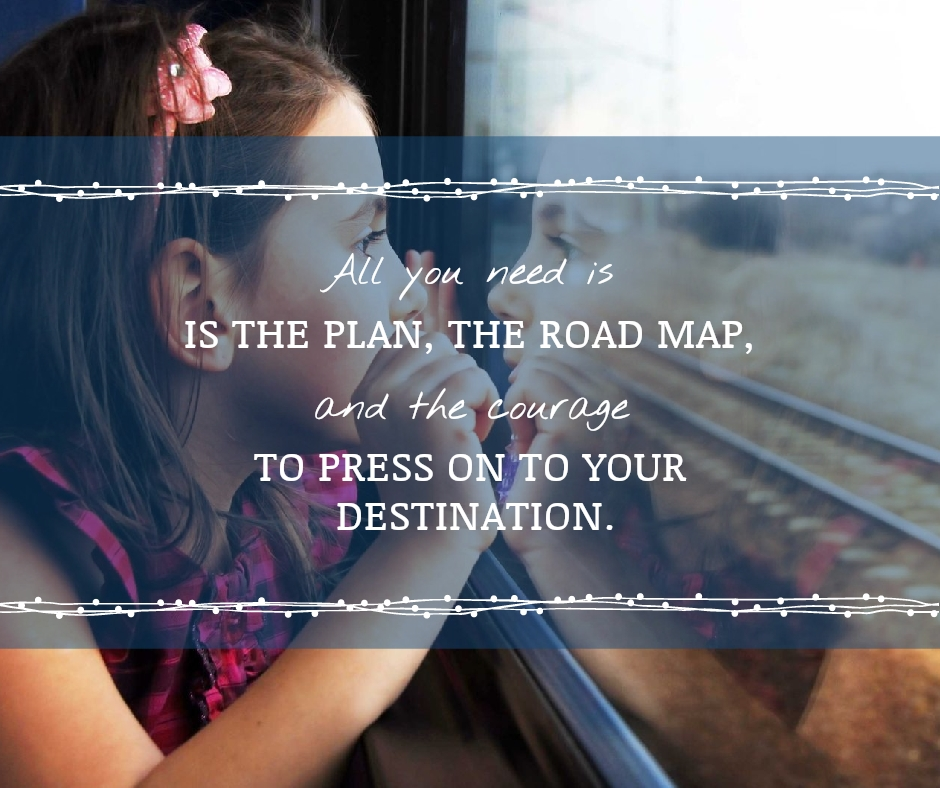 All you need is
IS THE PLAN, THE ROAD MAP,
and the courage
TO PRESS ON TO YOUR
DESTINATION.